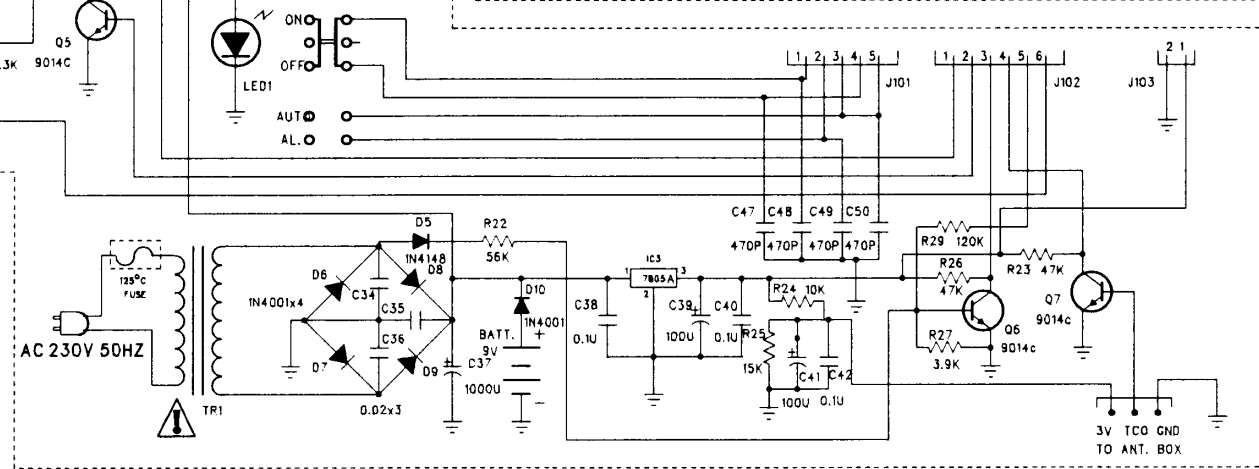 Q5
9014C
.3K
LED1
ON
OFF
AUTO
AL.
1 2 3 4 5
J101
1 2 3 4 5 6
J102
2 1
J103
C47 C48 C49 C50
470P 470P 470P 470P
R29 120K
R26
47K
R23 47K
Q7
9014c
Q6
9014c
R27
3.9K
D5
1N4148
R22
56K
125°C
FUSE
AC 230V 50HZ
TR1
1N4001x4
D6
D8
C34
C35
C36
D7
D9
0.02x3
C37
1000U
D10
1N4001
BATT.
9V
+
-
C38
0.1U
IC3
1 7805A 3
2
C39
100U
C40
0.1U
R24 10K
R25
15K
C41
100U
C42
0.1U
3V TCO GND
TO ANT. BOX